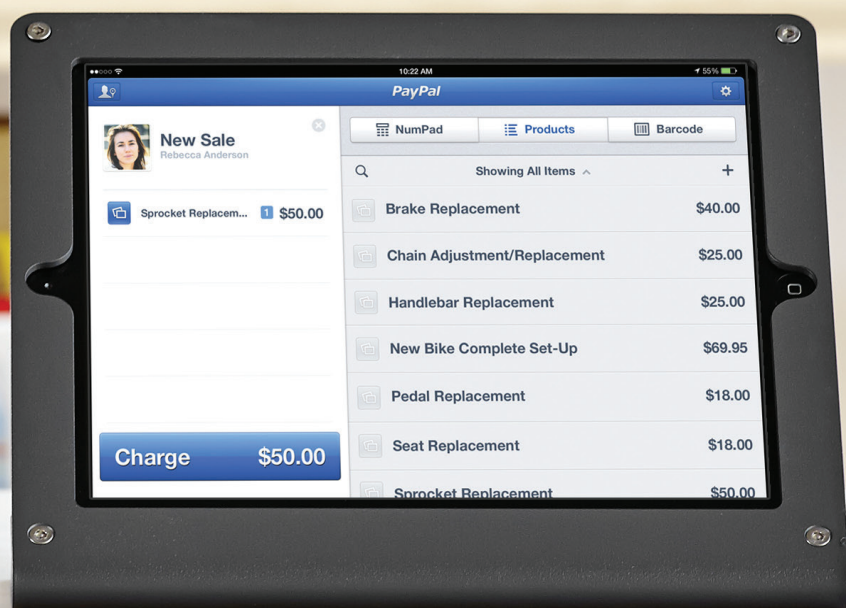 10:22 AM
55%
PayPal
New Sale
Rebecca Anderson
NumPad
Products
Barcode
Showing All Items
Sprocket Replacem... 1 $50.00
Brake Replacement $40.00
Chain Adjustment/Replacement $25.00
Handlebar Replacement $25.00
New Bike Complete Set-Up $69.95
Pedal Replacement $18.00
Seat Replacement $18.00
Sprocket Replacement $50.00
Charge $50.00